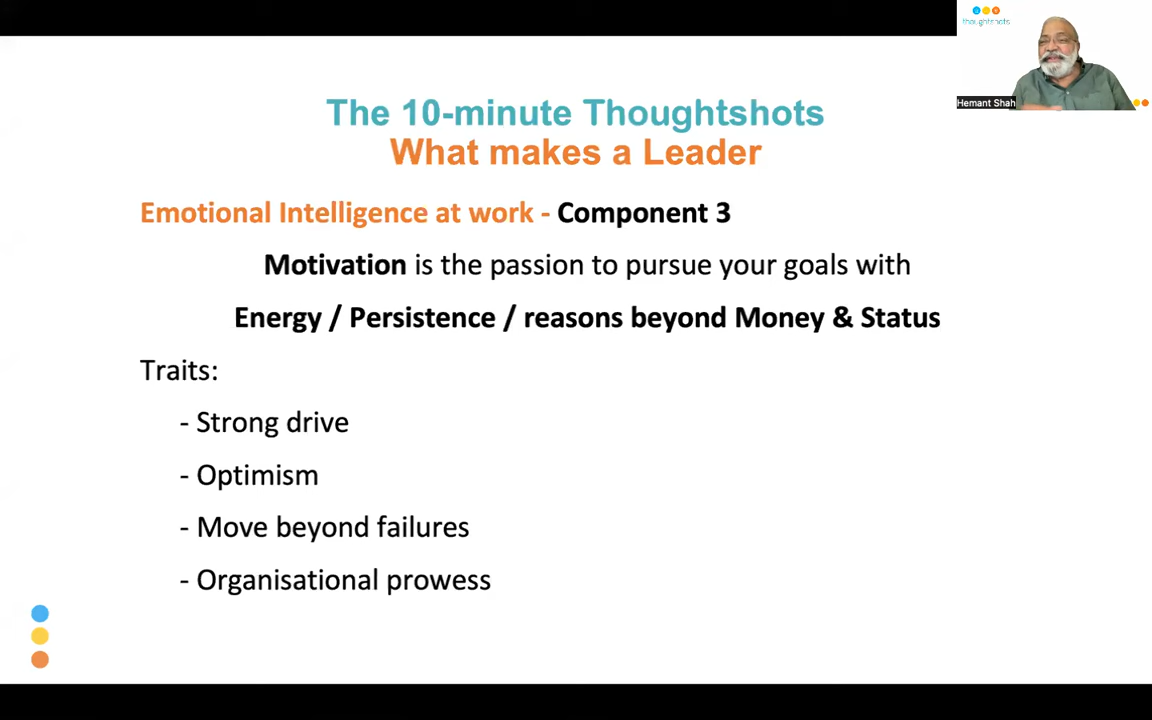 thoughtshots
Hemant Shah
The 10-minute Thoughtshots
What makes a Leader
Emotional Intelligence at work - Component 3
Motivation is the passion to pursue your goals with
Energy / Persistence / reasons beyond Money & Status
Traits:
- Strong drive
- Optimism
- Move beyond failures
- Organisational prowess